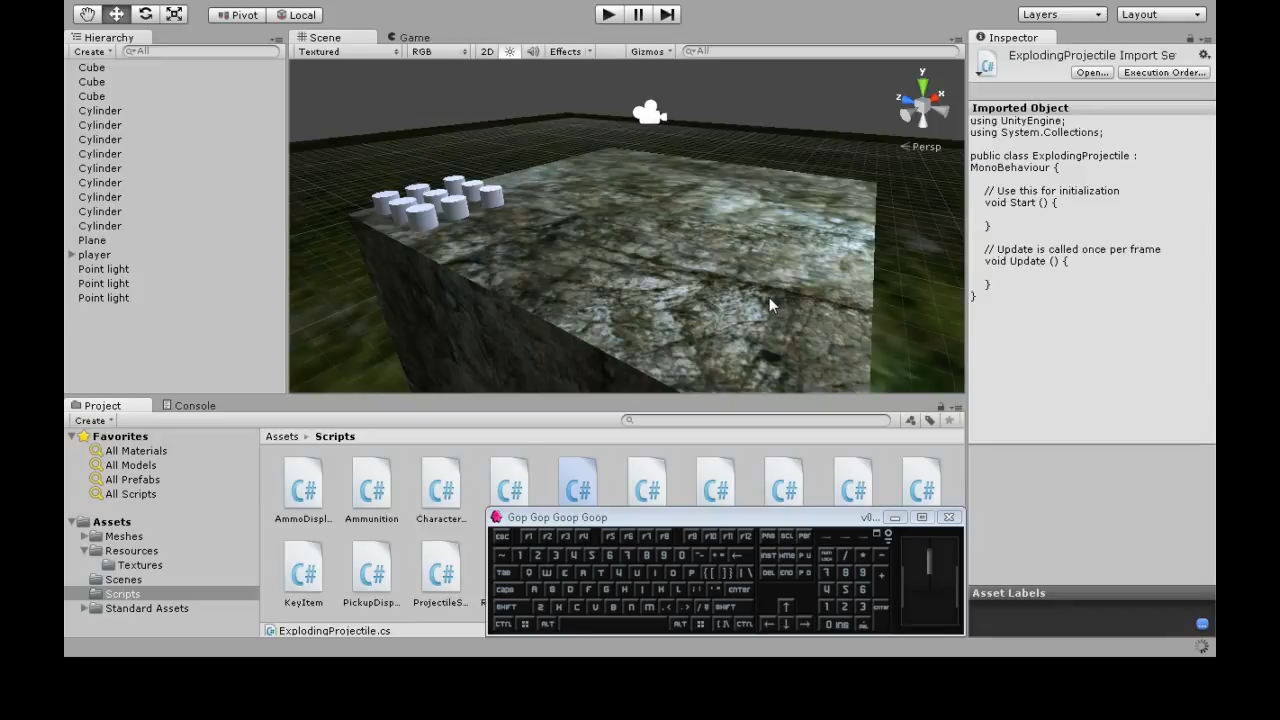 Pivot Local Layers Layout
Hierarchy
Scene Game
Inspector
Create All
Textured RGB 2D Effects Gizmos All
ExplodingProjectile Import Se
Open... Execution Order...
Cube
Cube
Cube
Cylinder
Cylinder
Cylinder
Cylinder
Cylinder
Cylinder
Cylinder
Cylinder
Cylinder
Plane
player
Point light
Point light
Point light
y
z
x
Persp
Imported Object
using UnityEngine;
using System.Collections;
public class ExplodingProjectile :
MonoBehaviour {
// Use this for initialization
void Start () {
}
// Update is called once per frame
void Update () {
}
}
Project Console
Create
Favorites
All Materials
All Models
All Prefabs
All Scripts
Assets
Meshes
Resources
Textures
Scenes
Scripts
Standard Assets
Assets Scripts
C# C# C# C# C# C# C# C# C# C#
AmmoDispl... Ammunition Character...
C# C# C#
KeyItem PickupDisp... ProjectileS...
ExplodingProjectile.cs
Gop Gop Goop Goop v0...
Asset Labels